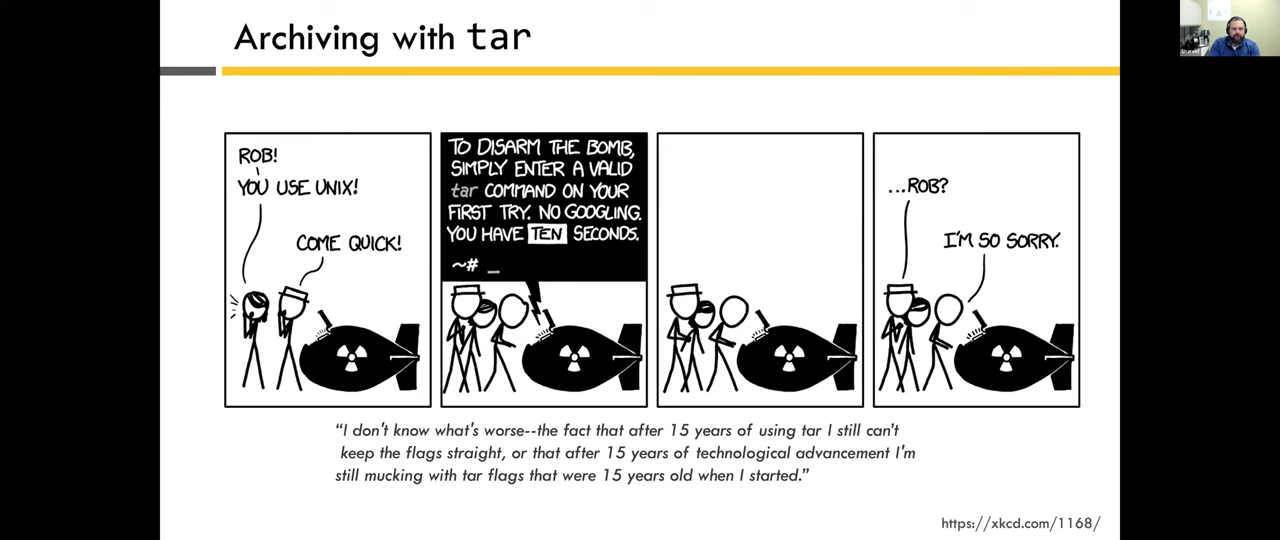 Archiving with tar
ROB!
YOU USE UNIX!
COME QUICK!
TO DISARM THE BOMB,
SIMPLY ENTER A VALID
tar COMMAND ON YOUR
FIRST TRY. NO GOOGLING.
YOU HAVE TEN SECONDS.
~# _
...ROB?
I'M SO SORRY.
"I don't know what's worse--the fact that after 15 years of using tar I still can't
keep the flags straight, or that after 15 years of technological advancement I'm
still mucking with tar flags that were 15 years old when I started."
https://xkcd.com/1168/